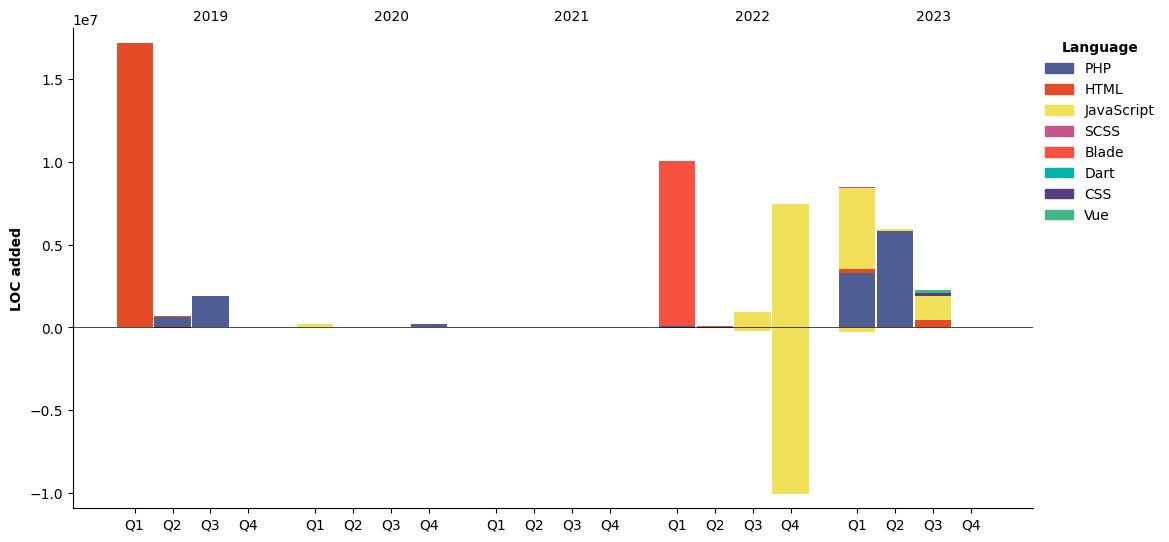 1e7
2019 2020 2021 2022 2023
Language
PHP
HTML
JavaScript
SCSS
Blade
Dart
CSS
Vue
LOC added
1.5
1.0
0.5
0.0
−0.5
−1.0
Q1 Q2 Q3 Q4 Q1 Q2 Q3 Q4 Q1 Q2 Q3 Q4 Q1 Q2 Q3 Q4 Q1 Q2 Q3 Q4